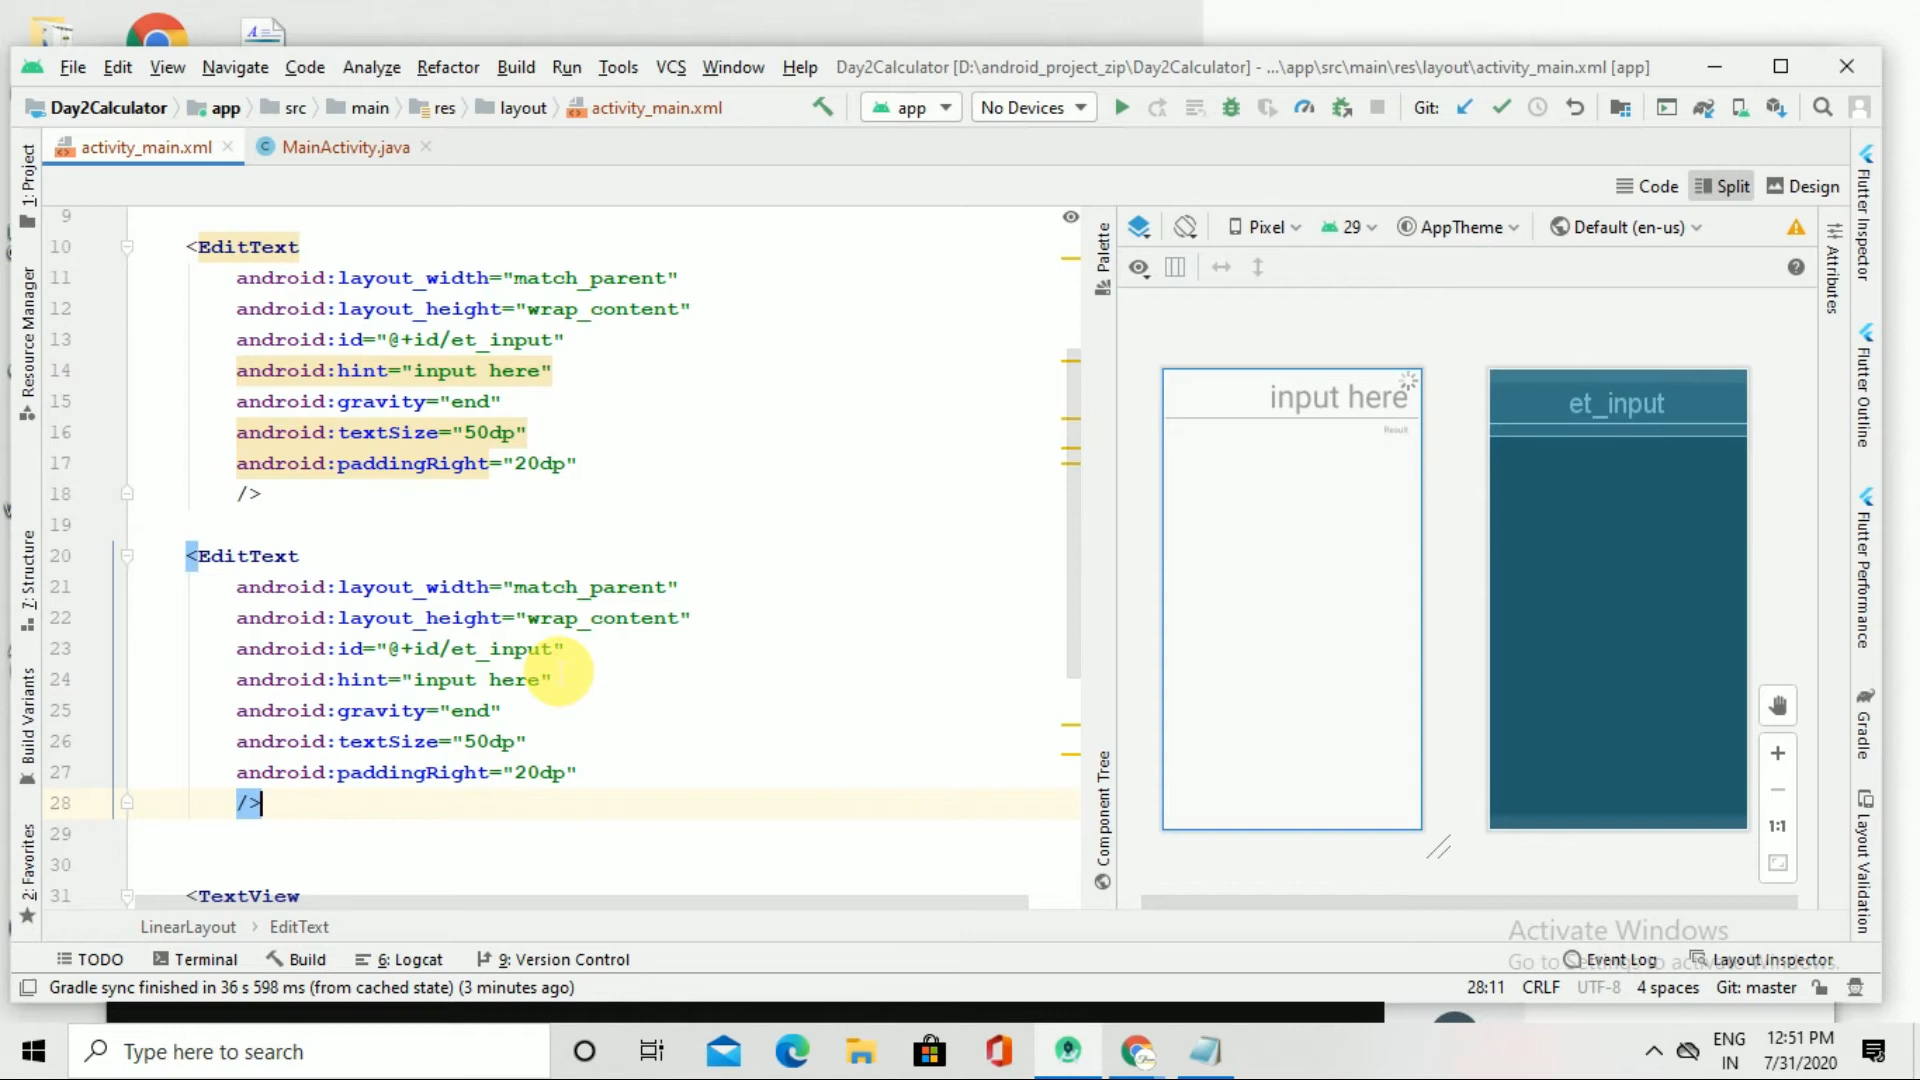 File Edit View Navigate Code Analyze Refactor Build Run Tools VCS Window Help Day2Calculator [D:\android_project_zip\Day2Calculator] - ...\app\src\main\res\layout\activity_main.xml [app]
Day2Calculator app src main res layout activity_main.xml app No Devices Git:
activity_main.xml MainActivity.java
Code Split Design
Pixel 29 AppTheme Default (en-us)
1: Project
Resource Manager
7: Structure
Build Variants
2: Favorites
9
10 <EditText
11 android:layout_width="match_parent"
12 android:layout_height="wrap_content"
13 android:id="@+id/et_input"
14 android:hint="input here"
15 android:gravity="end"
16 android:textSize="50dp"
17 android:paddingRight="20dp"
18 />
19
20 <EditText
21 android:layout_width="match_parent"
22 android:layout_height="wrap_content"
23 android:id="@+id/et_input"
24 android:hint="input here"
25 android:gravity="end"
26 android:textSize="50dp"
27 android:paddingRight="20dp"
28 />
29
30
31 <TextView
Palette
Component Tree
input here
Result
et_input
1:1
Attributes
Flutter Inspector
Flutter Outline
Flutter Performance
Gradle
Layout Validation
LinearLayout EditText
Activate Windows
Go to Settings to activate Windows.
TODO Terminal Build 6: Logcat 9: Version Control Event Log Layout Inspector
Gradle sync finished in 36 s 598 ms (from cached state) (3 minutes ago) 28:11 CRLF UTF-8 4 spaces Git: master
Type here to search
ENG
IN
12:51 PM
7/31/2020